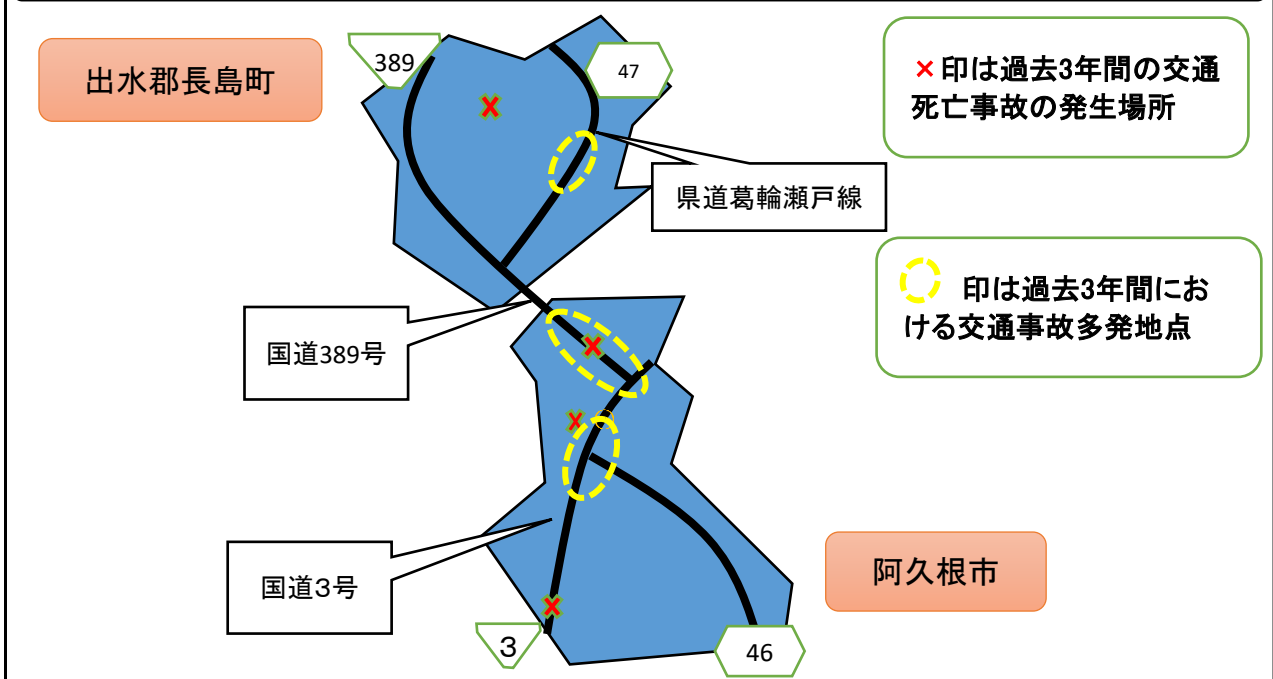 出水郡長島町
389
47
×印は過去3年間の交通
死亡事故の発生場所
県道葛輪瀬戸線
印は過去3年間にお
ける交通事故多発地点
国道389号
国道3号
阿久根市
3
46